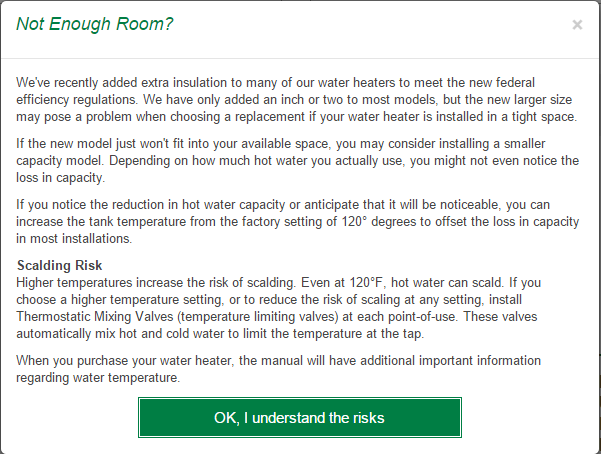 Not Enough Room?
×
We've recently added extra insulation to many of our water heaters to meet the new federal
efficiency regulations. We have only added an inch or two to most models, but the new larger size
may pose a problem when choosing a replacement if your water heater is installed in a tight space.
If the new model just won't fit into your available space, you may consider installing a smaller
capacity model. Depending on how much hot water you actually use, you might not even notice the
loss in capacity.
If you notice the reduction in hot water capacity or anticipate that it will be noticeable, you can
increase the tank temperature from the factory setting of 120° degrees to offset the loss in capacity
in most installations.
Scalding Risk
Higher temperatures increase the risk of scalding. Even at 120°F, hot water can scald. If you
choose a higher temperature setting, or to reduce the risk of scaling at any setting, install
Thermostatic Mixing Valves (temperature limiting valves) at each point-of-use. These valves
automatically mix hot and cold water to limit the temperature at the tap.
When you purchase your water heater, the manual will have additional important information
regarding water temperature.
OK, I understand the risks